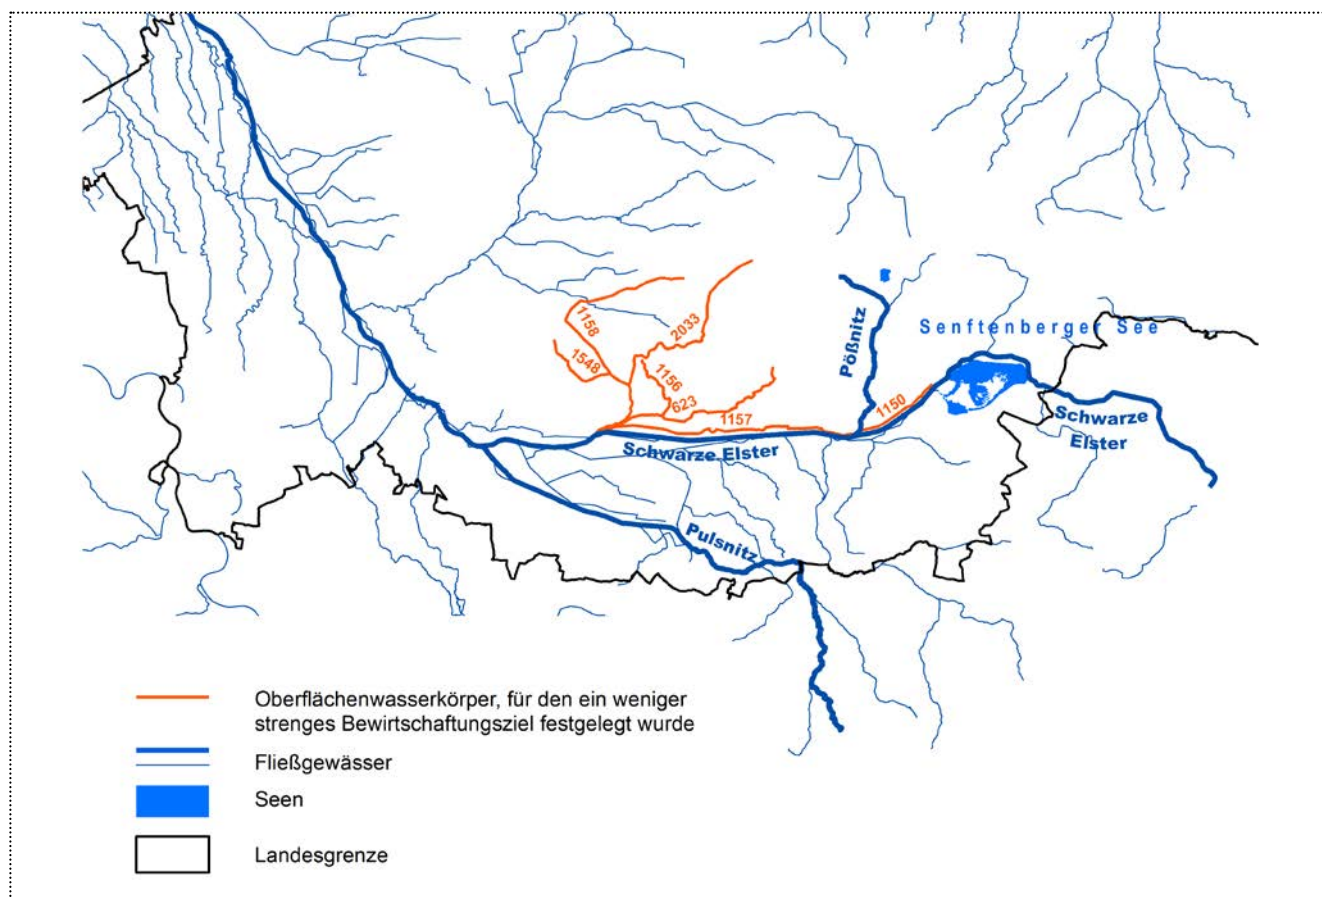 1158
2033
1548
1156
623
1157
1150
Pößnitz
Senftenberger See
Schwarze
Elster
Schwarze Elster
Pulsnitz
Oberflächenwasserkörper, für den ein weniger
strenges Bewirtschaftungsziel festgelegt wurde
Fließgewässer
Seen
Landesgrenze